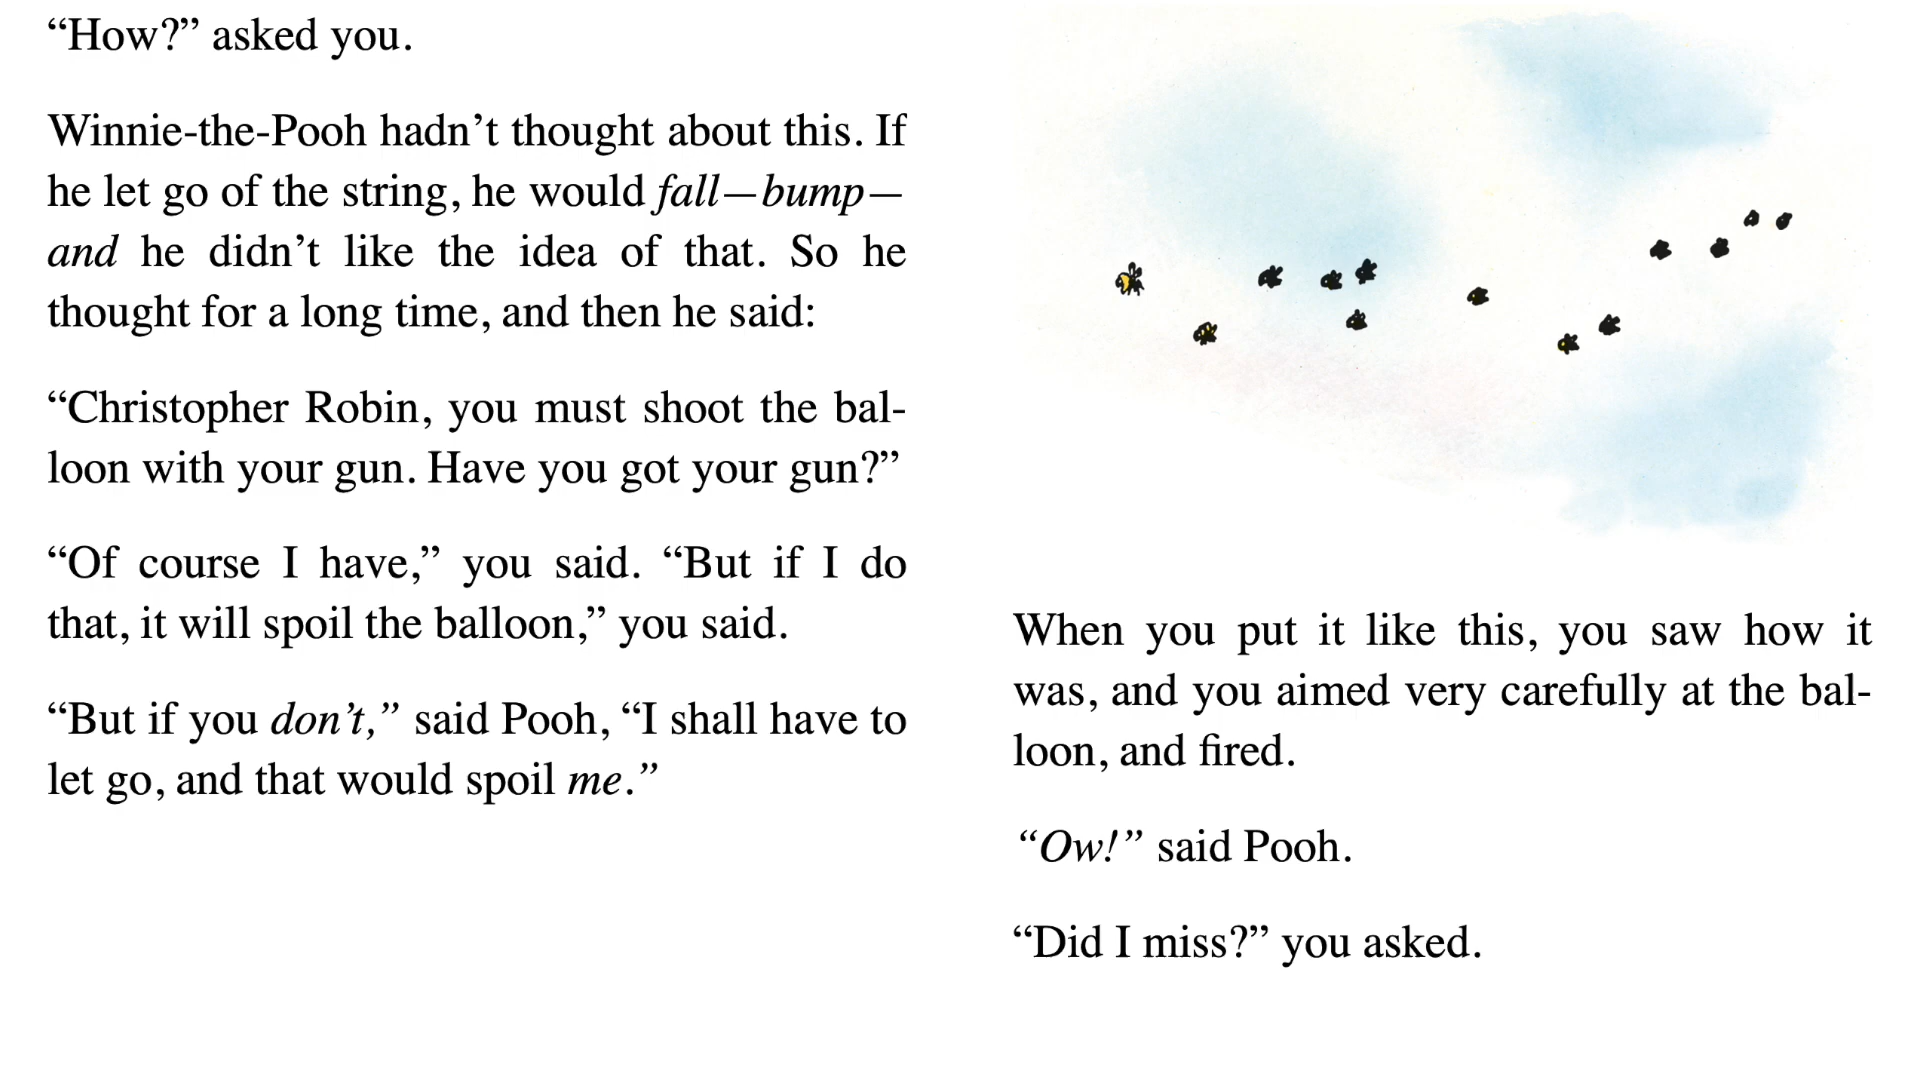 “How?” asked you.
Winnie-the-Pooh hadn’t thought about this. If
he let go of the string, he would fall—bump—
and he didn’t like the idea of that. So he
thought for a long time, and then he said:
“Christopher Robin, you must shoot the bal-
loon with your gun. Have you got your gun?”
“Of course I have,” you said. “But if I do
that, it will spoil the balloon,” you said.
“But if you don’t,” said Pooh, “I shall have to
let go, and that would spoil me.”
When you put it like this, you saw how it
was, and you aimed very carefully at the bal-
loon, and fired.
“Ow!” said Pooh.
“Did I miss?” you asked.